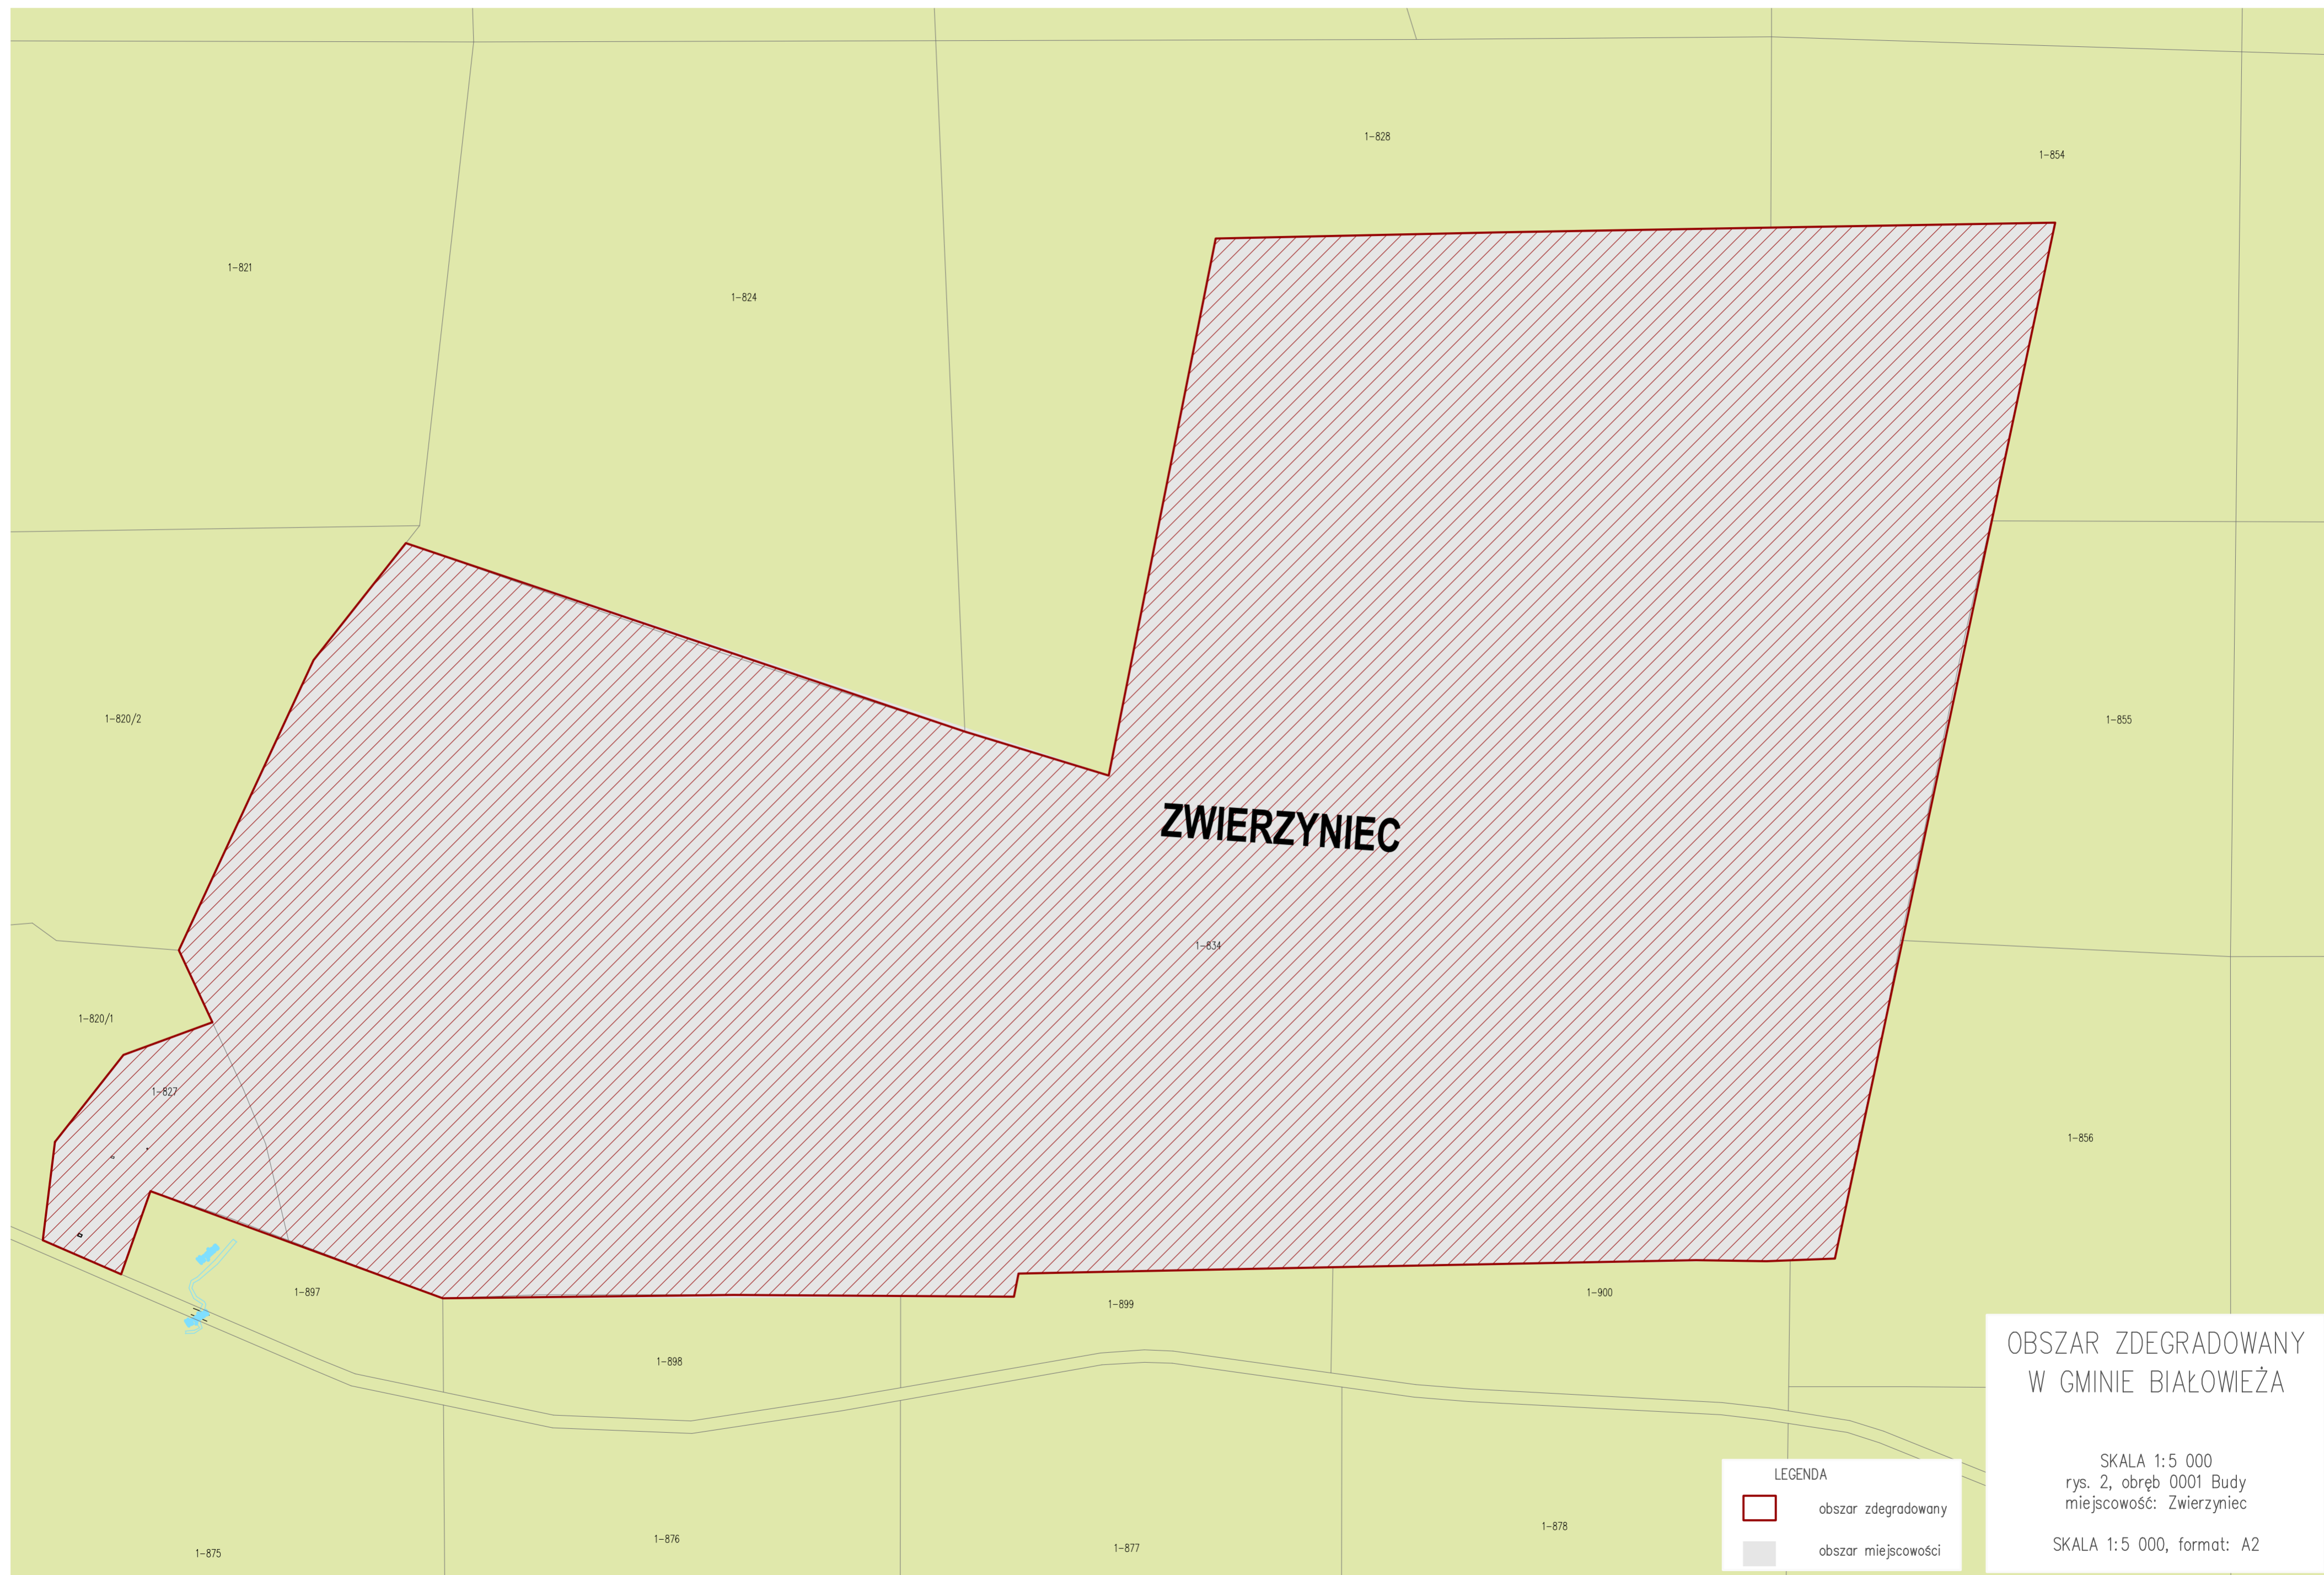 1-828
1-854
1-821
1-824
1-820/2
1-855
ZWIERZYNIEC
1-834
1-820/1
1-827
1-856
1-897
1-899
1-900
1-898
1-876
1-877
1-878
1-875
LEGENDA
obszar zdegradowany
obszar miejscowości
OBSZAR ZDEGRADOWANY
W GMINIE BIAŁOWIEŻA
SKALA 1:5 000
rys. 2, obręb 0001 Budy
miejscowość: Zwierzyniec
SKALA 1:5 000, format: A2